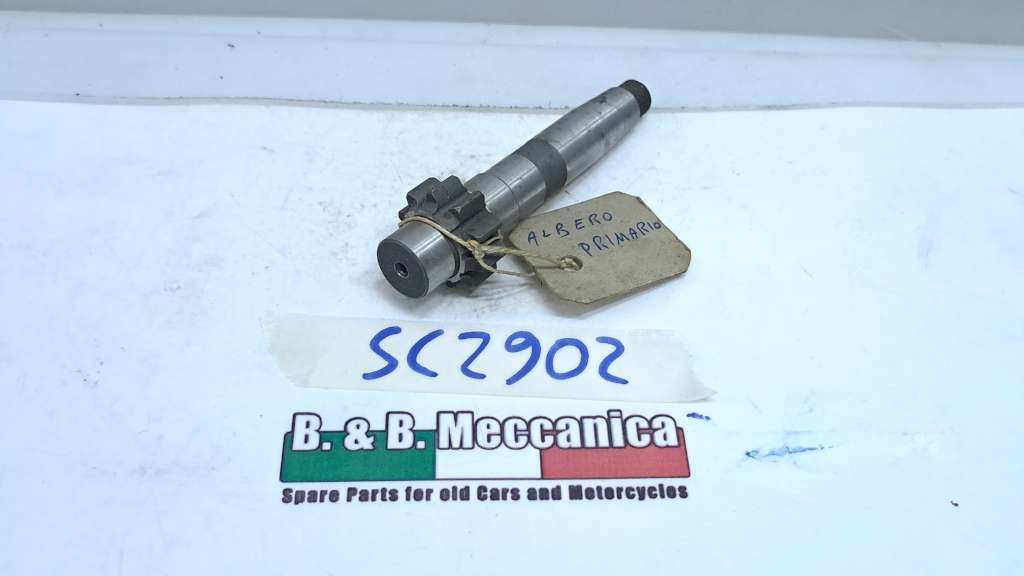 ALBERO
PRIMARIO
SC2902
B. & B. Meccanica
Spare Parts for old Cars and Motorcycles